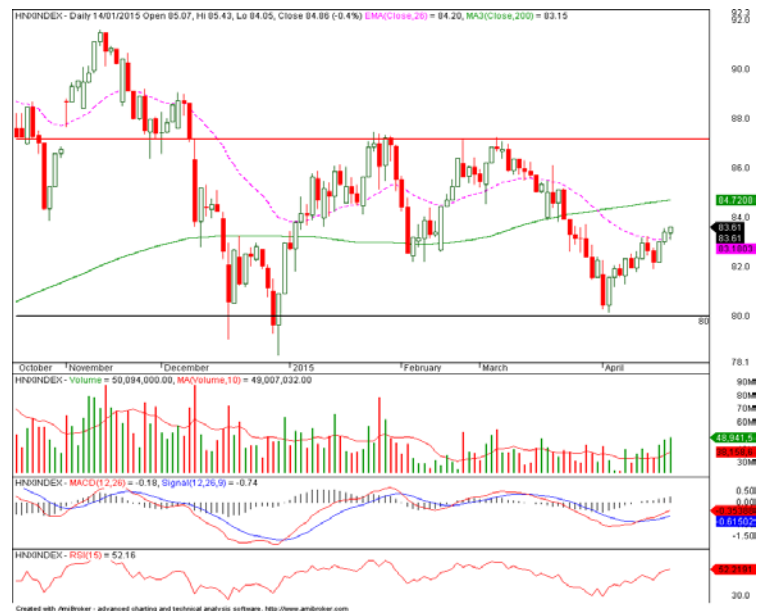 HNXINDEX - Daily 14/01/2015 Open 85.07, Hi 85.43, Lo 84.05, Close 84.86 (-0.4%) EMA(Close,26) = 84.20, MA3(Close,200) = 83.15
92.3
92.0
90.0
88.0
86.0
84.7208
84.0
83.61
83.61
83.1803
82.0
80.0
80
78.1
October November December 2015 February March April
HNXINDEX - Volume = 50,094,000.00, MA(Volume,10) = 49,007,032.00
90M
80M
70M
60M
48,941,5
30M
HNXINDEX - MACD(12,26) = -0.18, Signal(12,26,9) = -0.74
0.50
0.00
-0.61502
-1.50
HNXINDEX - RSI(15) = 52.16
52.2191
30.0
Created with AmiBroker - advanced charting and technical analysis software. http://www.amibroker.com